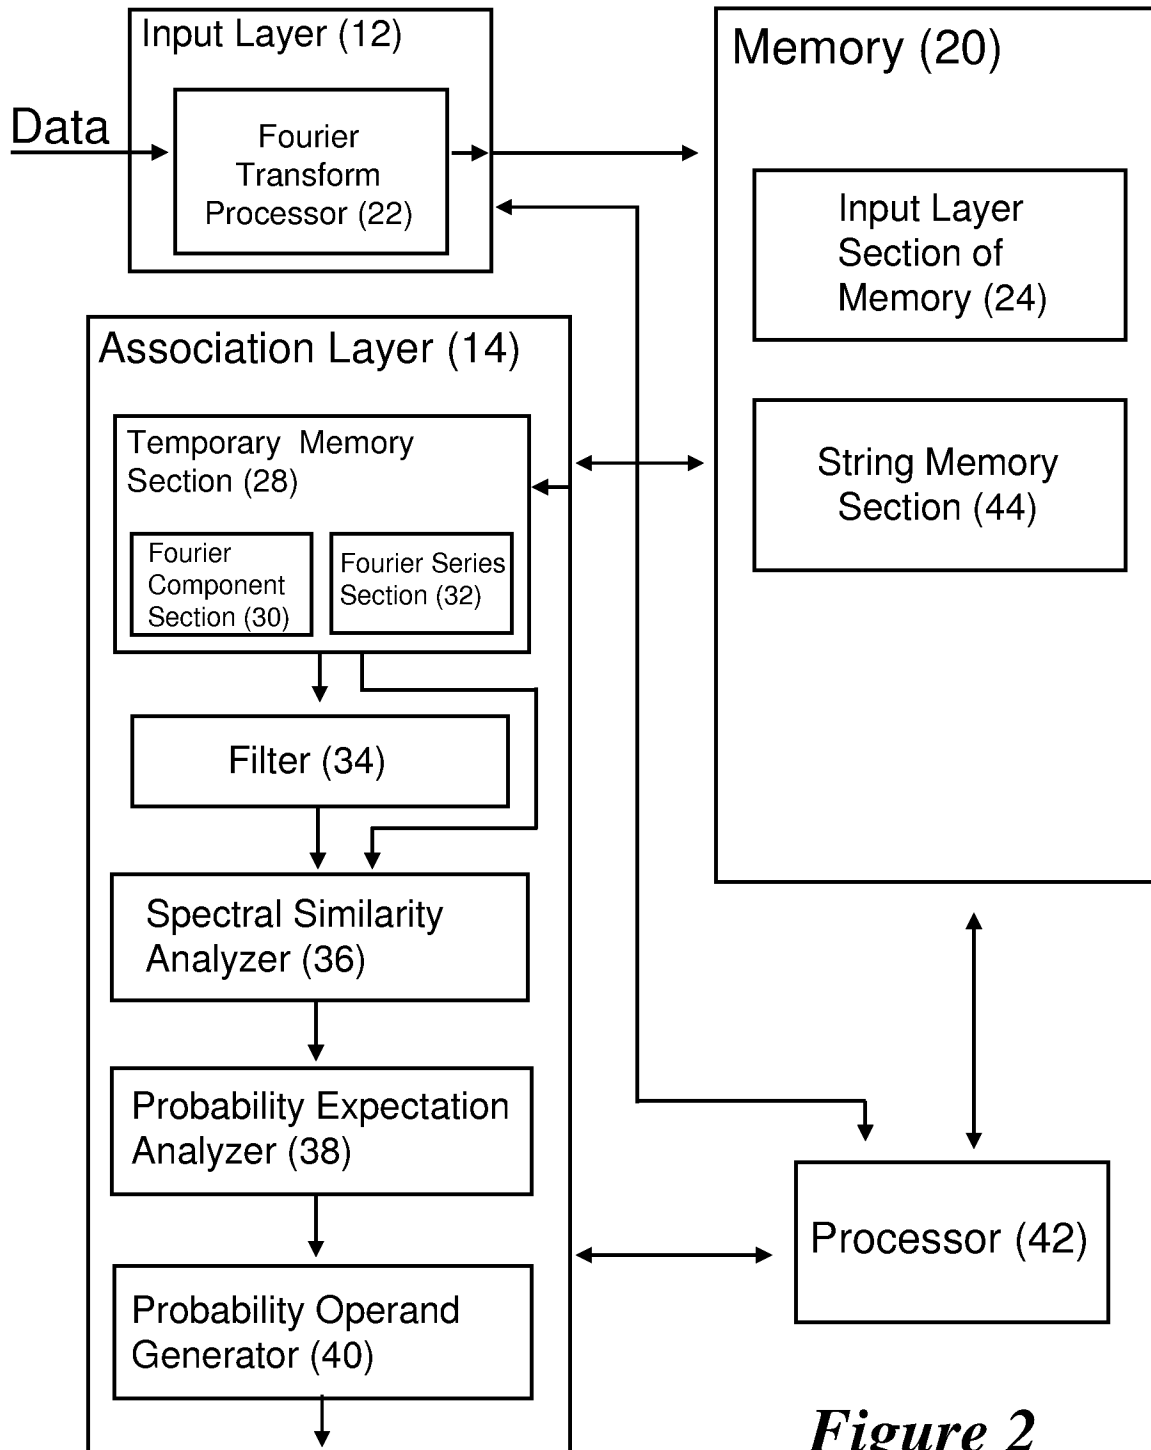 Input Layer (12)
Data
Fourier
Transform
Processor (22)
Memory (20)
Input Layer
Section of
Memory (24)
String Memory
Section (44)
Association Layer (14)
Temporary Memory
Section (28)
Fourier
Component
Section (30)
Fourier Series
Section (32)
Filter (34)
Spectral Similarity
Analyzer (36)
Probability Expectation
Analyzer (38)
Probability Operand
Generator (40)
Processor (42)
Figure 2